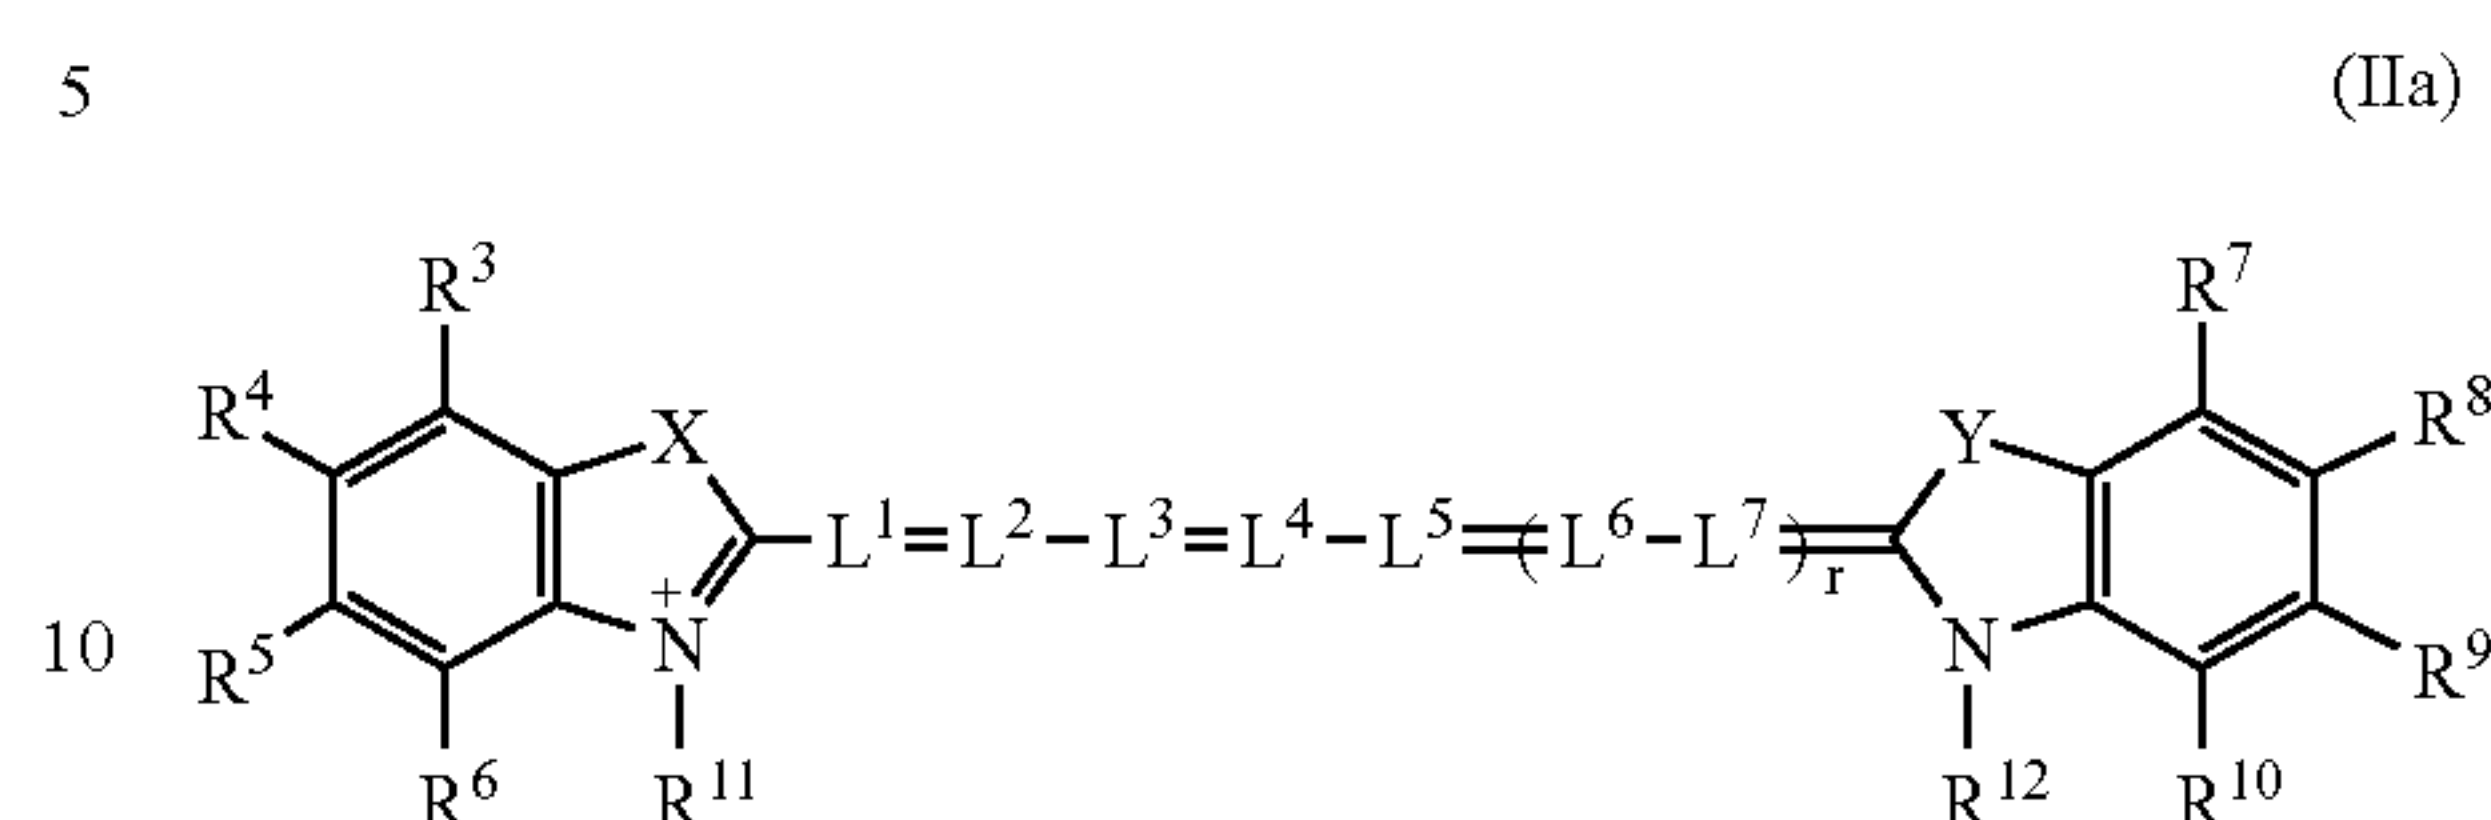 5 (IIa)
R³ R⁷
R⁴ X Y R⁸
L¹=L²−L³=L⁴−L⁵=(L⁶−L⁷)=r
10 R⁵ N⁺ N R⁹
R⁶ R¹¹ R¹² R¹⁰